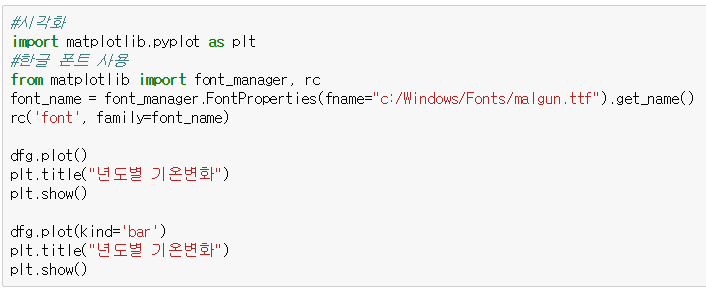 #시각화
import matplotlib.pyplot as plt
#한글 폰트 사용
from matplotlib import font_manager, rc
font_name = font_manager.FontProperties(fname="c:/Windows/Fonts/malgun.ttf").get_name()
rc('font', family=font_name)

dfg.plot()
plt.title("년도별 기온변화")
plt.show()

dfg.plot(kind='bar')
plt.title("년도별 기온변화")
plt.show()